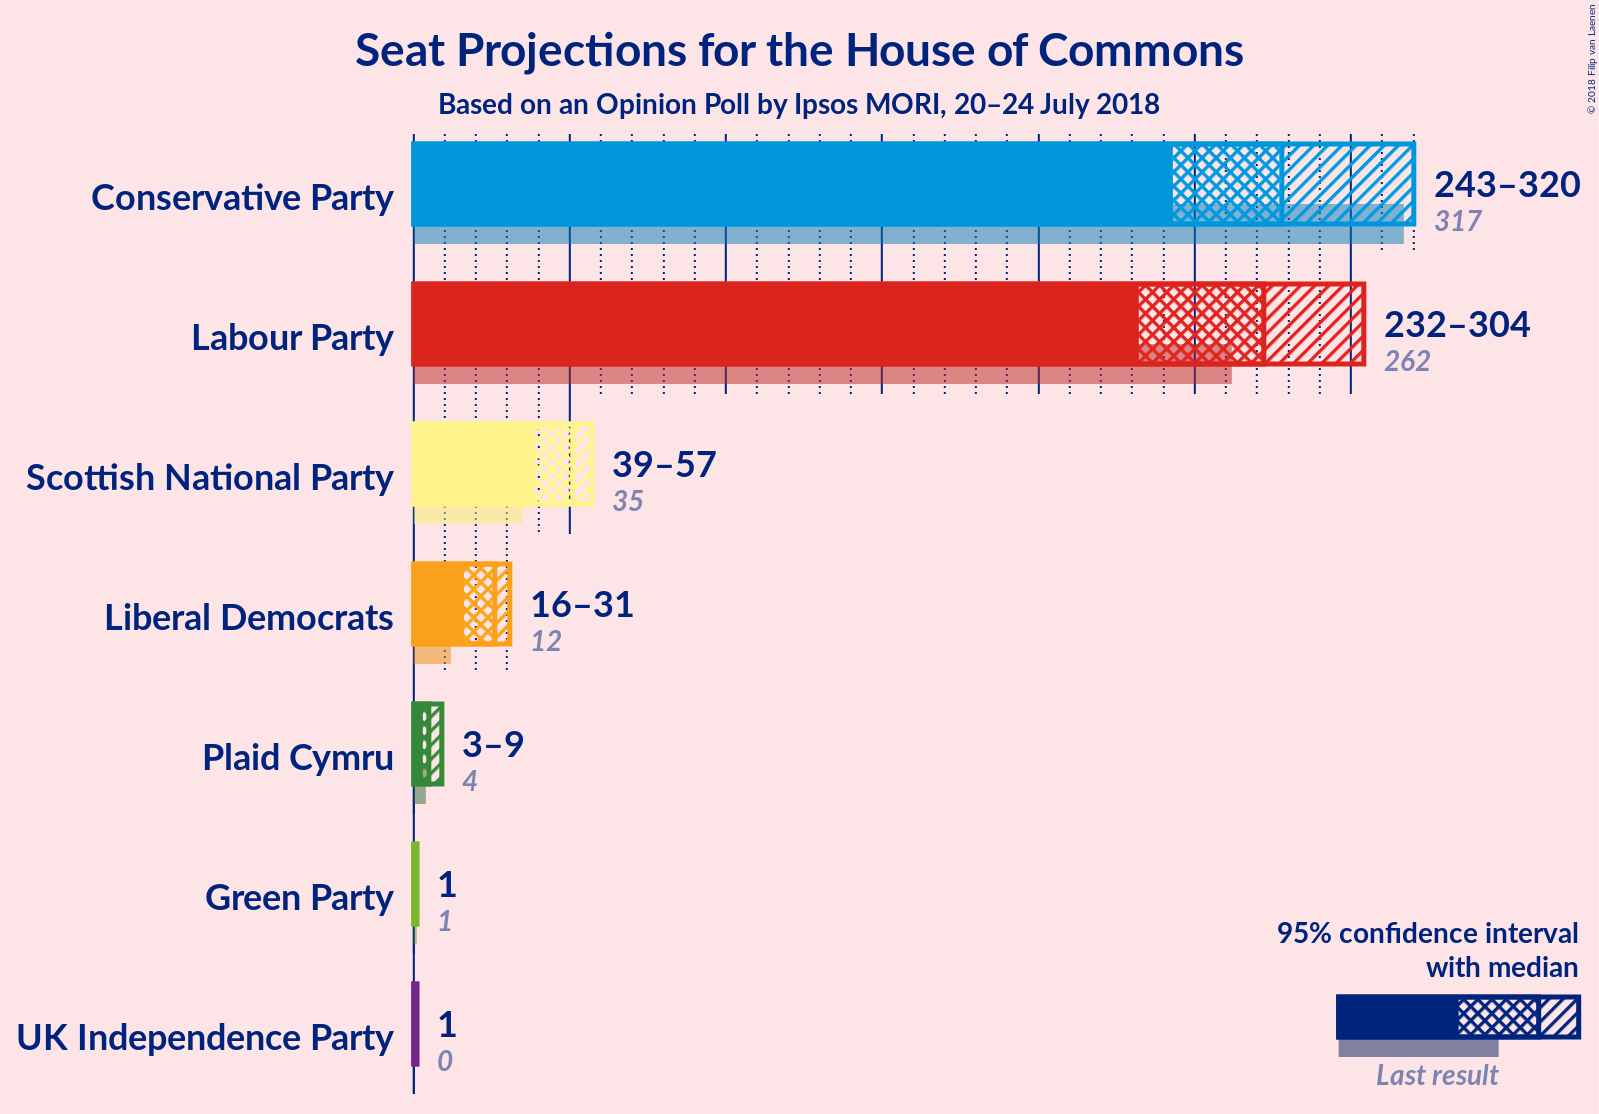 Seat Projections for the House of Commons
Based on an Opinion Poll by Ipsos MORI, 20–24 July 2018
© 2018 Filip van Laenen
Conservative Party
243–320
317
Labour Party
232–304
262
Scottish National Party
39–57
35
Liberal Democrats
16–31
12
Plaid Cymru
3–9
4
Green Party
1
1
UK Independence Party
1
0
95% confidence interval
with median
Last result